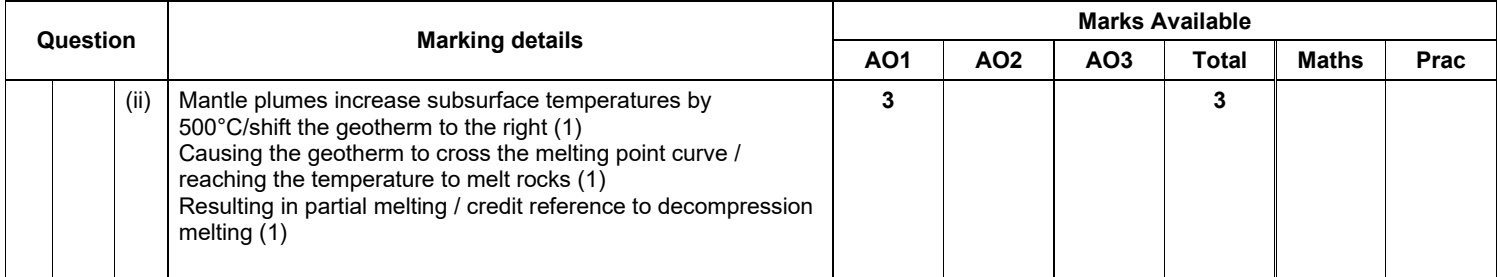 Question
Marking details
Marks Available
AO1
AO2
AO3
Total
Maths
Prac
(ii)
Mantle plumes increase subsurface temperatures by
500°C/shift the geotherm to the right (1)
Causing the geotherm to cross the melting point curve /
reaching the temperature to melt rocks (1)
Resulting in partial melting / credit reference to decompression
melting (1)
3
3